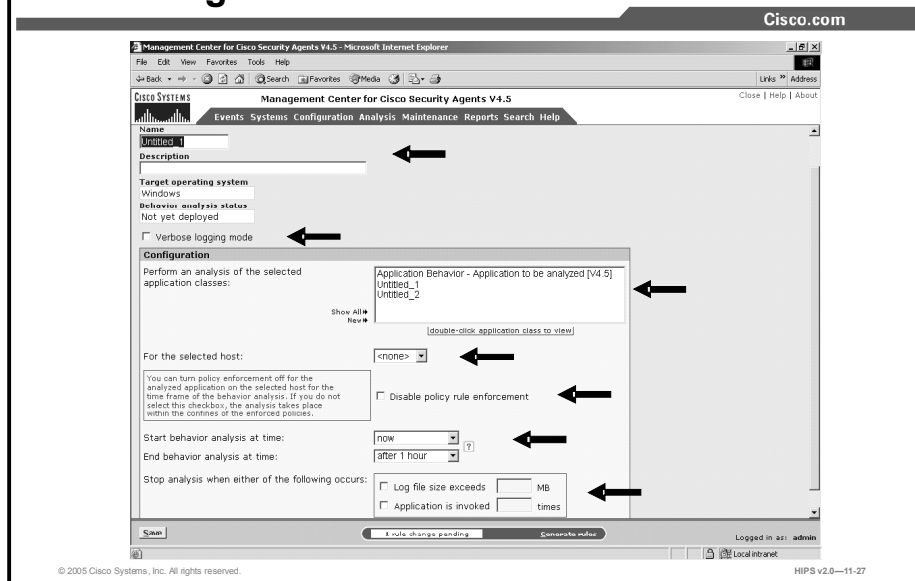 Cisco.com
Management Center for Cisco Security Agents V4.5 - Microsoft Internet Explorer
File Edit View Favorites Tools Help
Back Search Favorites Media Links » Address
CISCO SYSTEMS
Management Center for Cisco Security Agents V4.5
Close | Help | About
Events Systems Configuration Analysis Maintenance Reports Search Help
Name
Untitled_1
Description
Target operating system
Windows
Behavior analysis status
Not yet deployed
Verbose logging mode
Configuration
Perform an analysis of the selected
application classes:
Application Behavior - Application to be analyzed [V4.5]
Untitled_1
Untitled_2
Show All
New
[double-click application class to view]
For the selected host:
<none>
You can turn policy enforcement off for the
analyzed application on the selected host for the
time frame of the behavior analysis. If you do not
select this checkbox, the analysis takes place
within the confines of the enforced policies.
Disable policy rule enforcement
Start behavior analysis at time:
now
?
End behavior analysis at time:
after 1 hour
Stop analysis when either of the following occurs:
Log file size exceeds MB
Application is invoked times
Save
1 rule change pending
Generate rules
Logged in as: admin
Local intranet
© 2005 Cisco Systems, Inc. All rights reserved.
HIPS v2.0—11-27